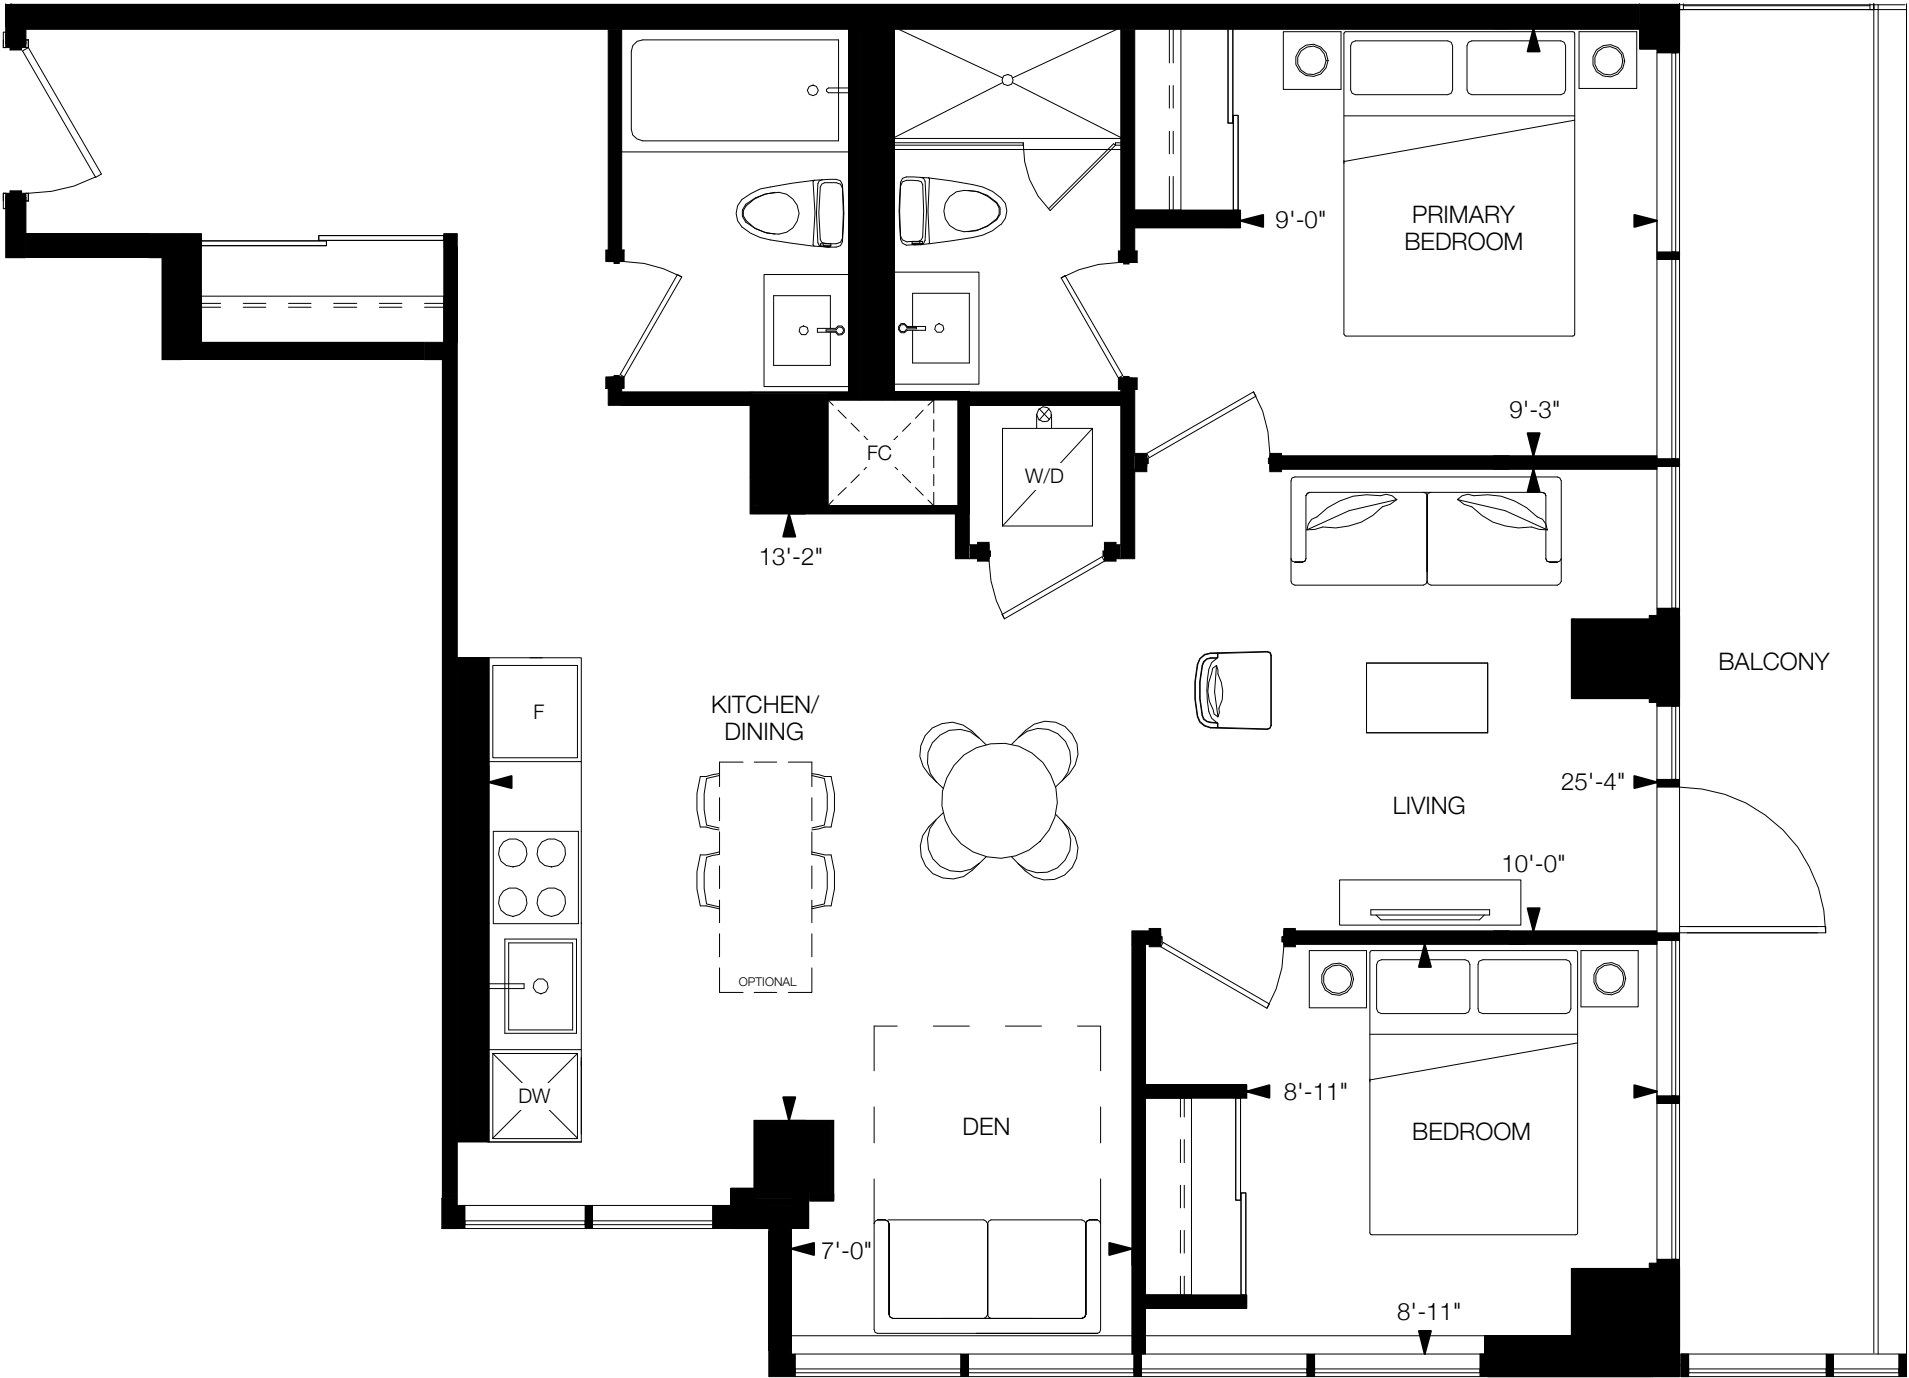 9'-0"
PRIMARY
BEDROOM
9'-3"
FC
W/D
13'-2"
BALCONY
F
KITCHEN/
DINING
25'-4"
LIVING
10'-0"
OPTIONAL
DW
DEN
8'-11"
BEDROOM
7'-0"
8'-11"